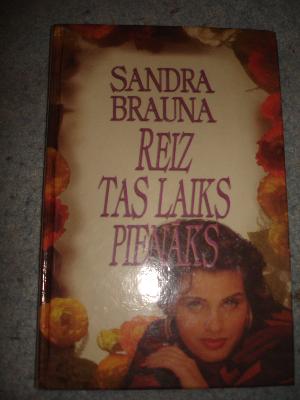 SANDRA
BRAUNA
REIZ
TAS LAIKS
PIENĀKS